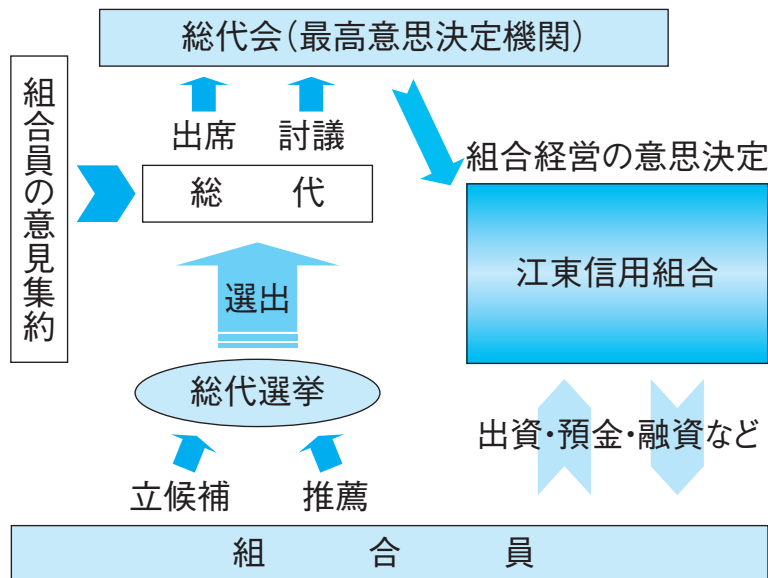 総代会（最高意思決定機関）
組合員の意見集約
出席 討議
総代
組合経営の意思決定
江東信用組合
選出
総代選挙
出資・預金・融資など
立候補 推薦
組合員